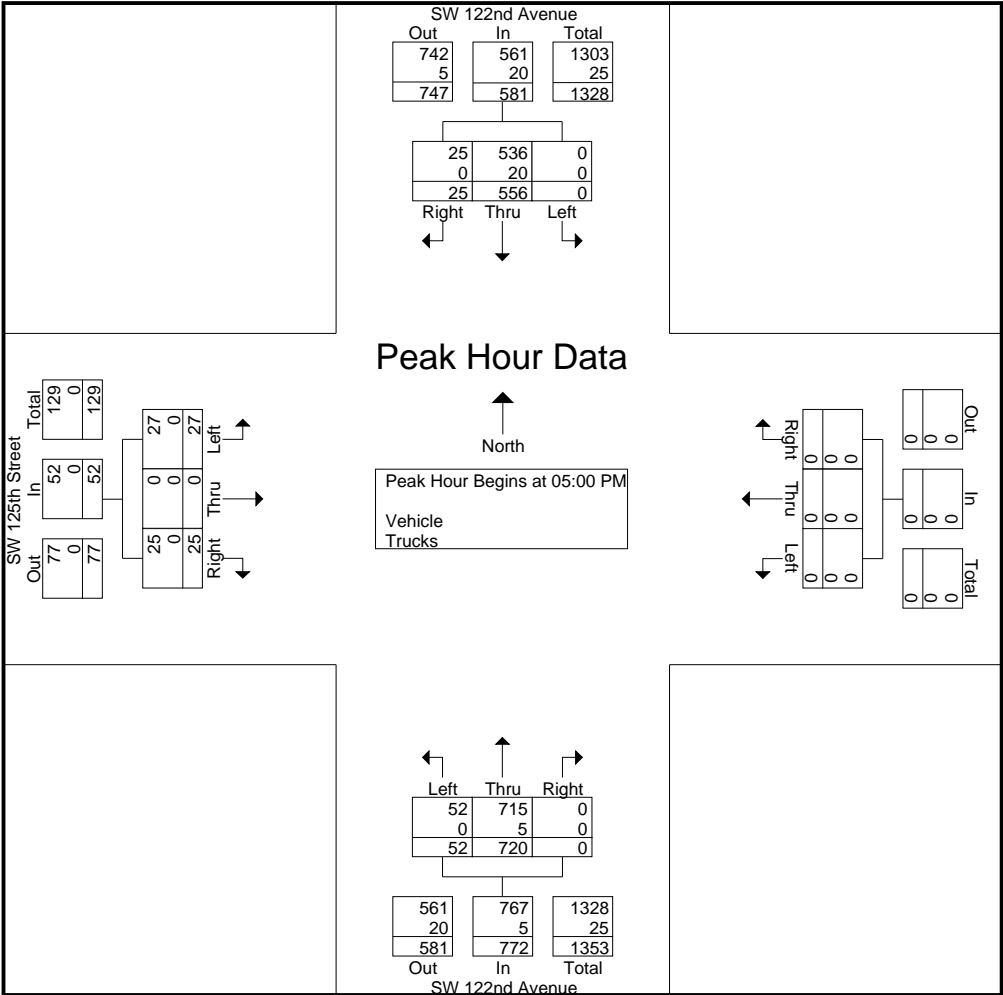 SW 122nd Avenue
Out In Total
742 561 1303
5 20 25
747 581 1328
25 536 0
0 20 0
25 556 0
Right Thru Left
Peak Hour Data
North
Peak Hour Begins at 05:00 PM
Vehicle
Trucks
SW 125th Street
Total In Out
129 52 77
0 0 0
129 52 77
27 0 25
0 0 0
27 0 25
Left Thru Right
Out In Total
0 0 0
0 0 0
0 0 0
Right Thru Left
0 0 0
0 0 0
0 0 0
Left Thru Right
52 715 0
0 5 0
52 720 0
561 767 1328
20 5 25
581 772 1353
Out In Total
SW 122nd Avenue